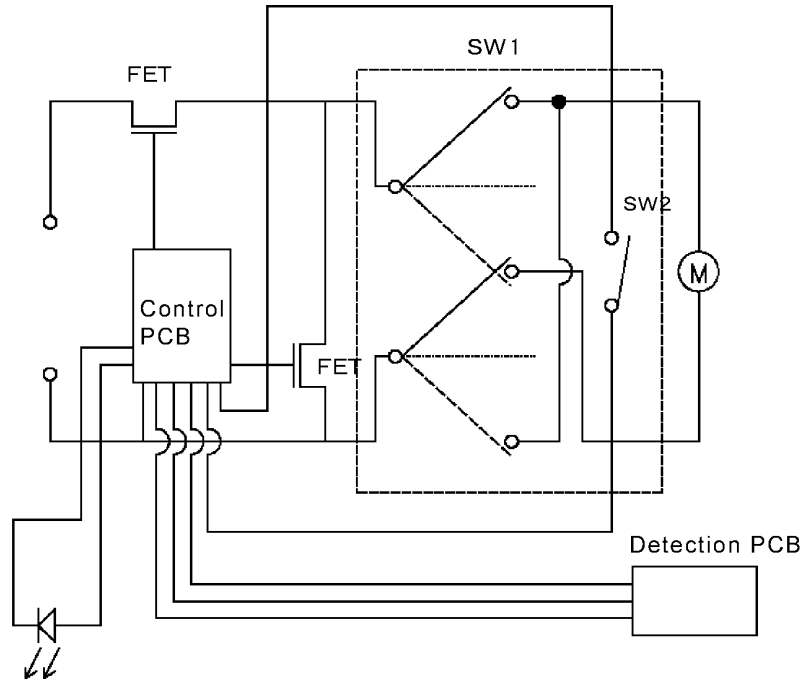 SW1
FET
SW2
M
Control
PCB
FET
Detection PCB